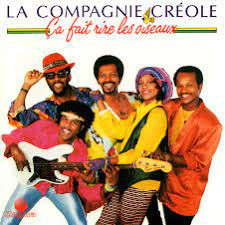 LA COMPAGNIE CRÉOLE
Ça fait rire les oiseaux